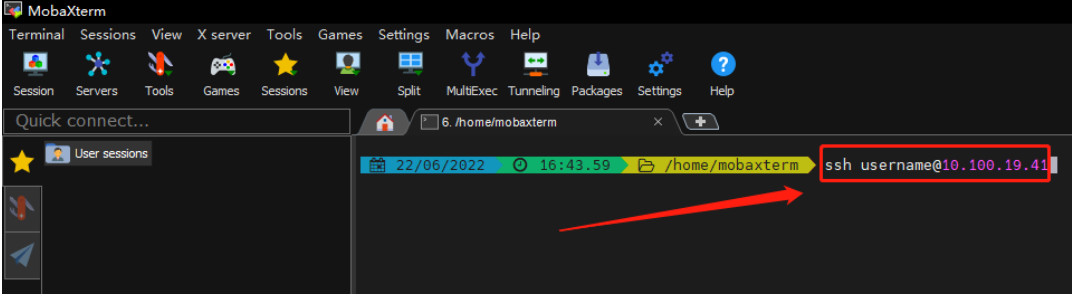 MobaXterm
Terminal Sessions View X server Tools Games Settings Macros Help
Session Servers Tools Games Sessions View Split MultiExec Tunneling Packages Settings Help
Quick connect...
6. /home/mobaxterm
User sessions
22/06/2022 16:43.59 /home/mobaxterm ssh username@10.100.19.41